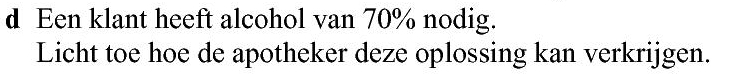 d Een klant heeft alcohol van 70% nodig.
Licht toe hoe de apotheker deze oplossing kan verkrijgen.